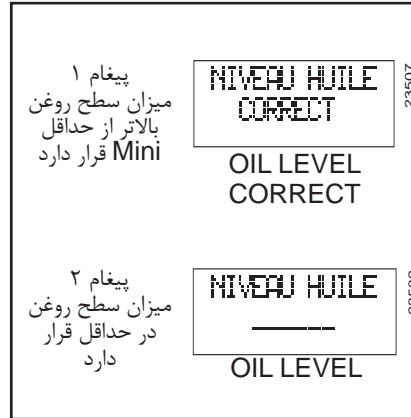 پیغام ۱
میزان سطح روغن
بالاتر از حداقل
Mini قرار دارد
NIVEAU HUILE
CORRECT
OIL LEVEL
CORRECT
23507
پیغام ۲
میزان سطح روغن
در حداقل قرار
دارد
NIVEAU HUILE
OIL LEVEL